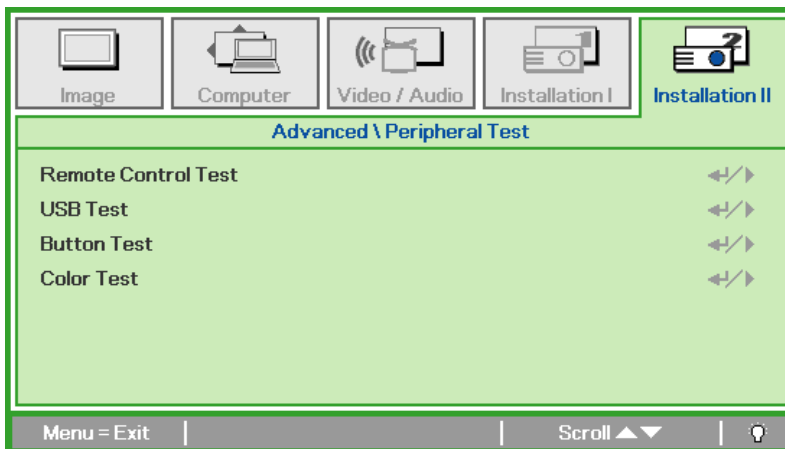 Image Computer Video / Audio Installation I Installation II
Advanced \ Peripheral Test
Remote Control Test
USB Test
Button Test
Color Test
Menu = Exit Scroll ▲▼